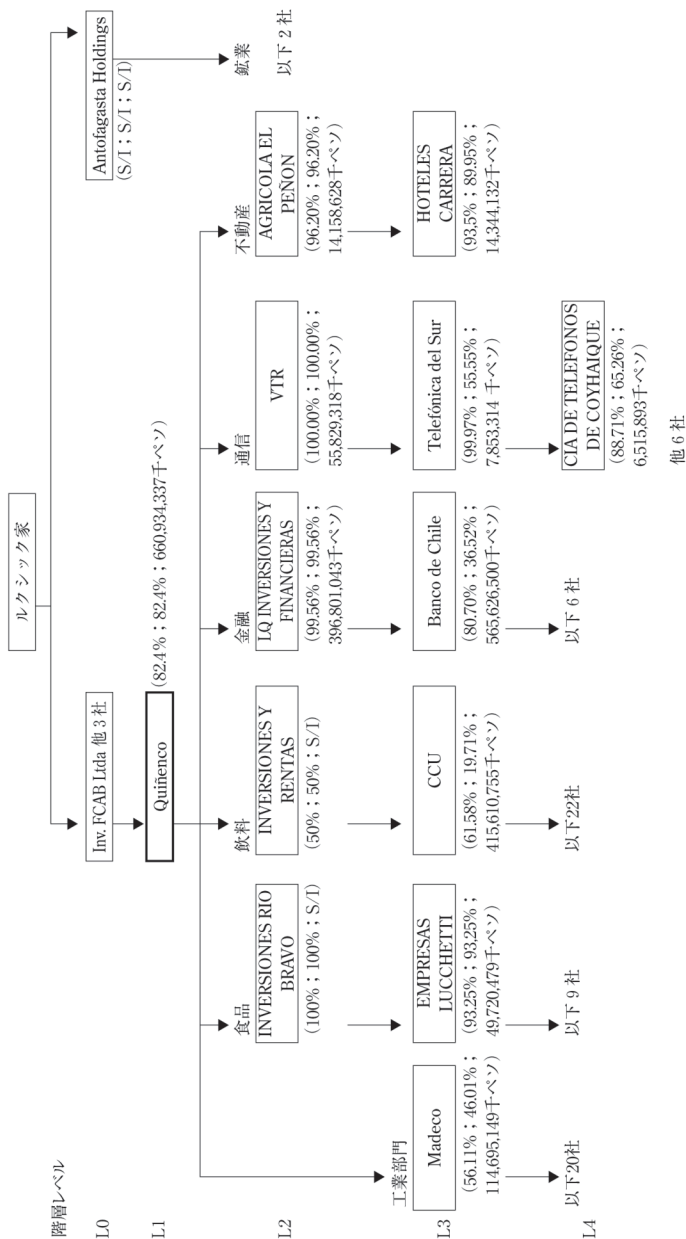 ルクシック家
階層レベル
L0
Inv. FCAB Ltda 他3社
Antofagasta Holdings
(S/I；S/I；S/I)
L1
Quiñenco
(82.4%；82.4%；660,934,337千ペソ)
食品
飲料
金融
通信
不動産
鉱業
以下2社
L2
INVERSIONES RIO
BRAVO
(100%；100%；S/I)
INVERSIONES Y
RENTAS
(50%；50%；S/I)
LQ INVERSIONES Y
FINANCIERAS
(99.56%；99.56%；
396,801,043千ペソ)
VTR
(100.00%；100.00%；
55,829,318千ペソ)
AGRICOLA EL
PEÑON
(96.20%；96.20%；
14,158,628千ペソ)
工業部門
L3
Madeco
(56.11%；46.01%；
114,695,149千ペソ)
EMPRESAS
LUCCHETTI
(93.25%；93.25%；
49,720,479千ペソ)
CCU
(61.58%；19.71%；
415,610,755千ペソ)
Banco de Chile
(80.70%；36.52%；
565,626,500千ペソ)
Telefónica del Sur
(99.97%；55.55%；
7,853,314 千ペソ)
HOTELES
CARRERA
(93.5%；89.95%；
14,344,132千ペソ)
L4
以下20社
以下9社
以下22社
以下6社
CIA DE TELEFONOS
DE COYHAIQUE
(88.71%；65.26%；
6,515,893千ペソ)
他6社